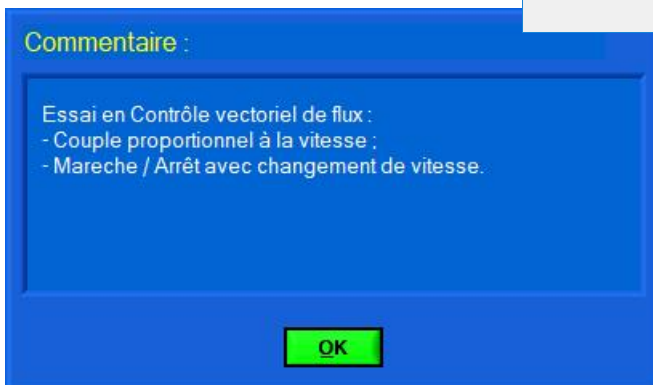 Commentaire :
Essai en Contrôle vectoriel de flux :
- Couple proportionnel à la vitesse ;
- Mareche / Arrêt avec changement de vitesse.
OK